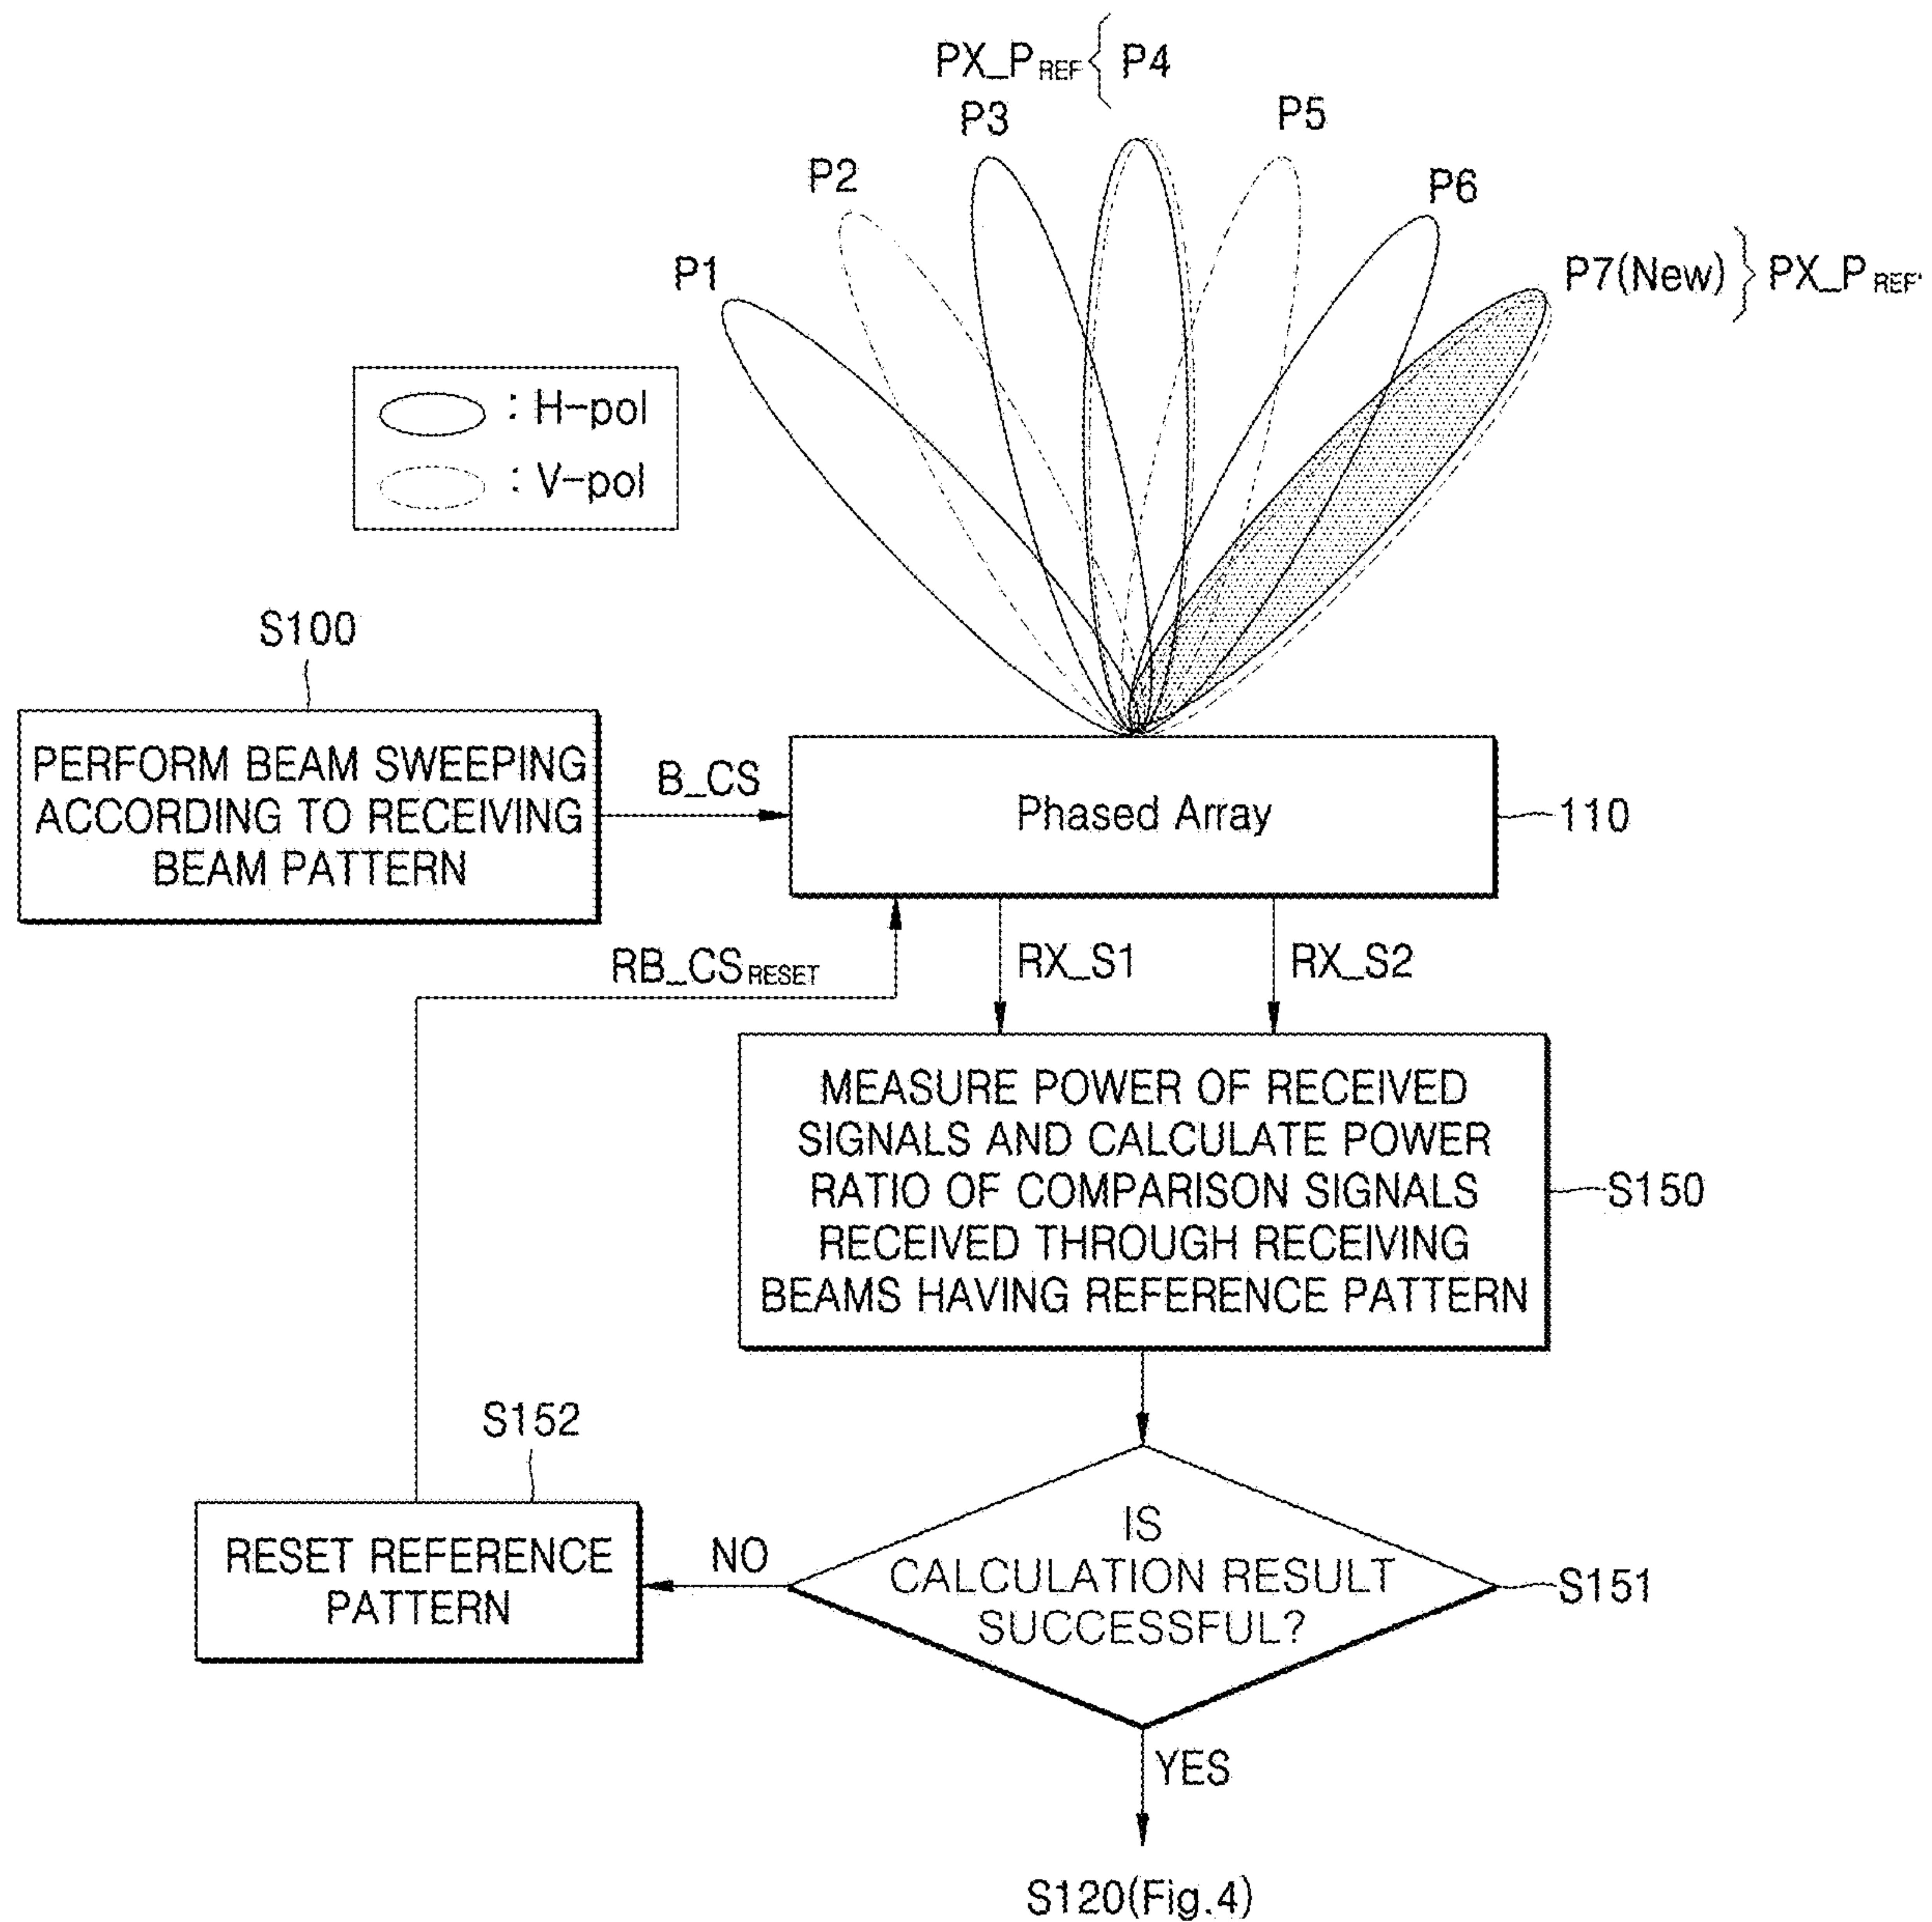 PX_PREF { P4
P3
P5
P2
P6
P1
P7(New) } PX_PREF'
: H-pol
: V-pol
S100
PERFORM BEAM SWEEPING
ACCORDING TO RECEIVING
BEAM PATTERN
B_CS
Phased Array
110
RB_CSRESET
RX_S1
RX_S2
MEASURE POWER OF RECEIVED
SIGNALS AND CALCULATE POWER
RATIO OF COMPARISON SIGNALS
RECEIVED THROUGH RECEIVING
BEAMS HAVING REFERENCE PATTERN
S150
S152
RESET REFERENCE
PATTERN
NO
IS
CALCULATION RESULT
SUCCESSFUL?
S151
YES
S120(Fig.4)